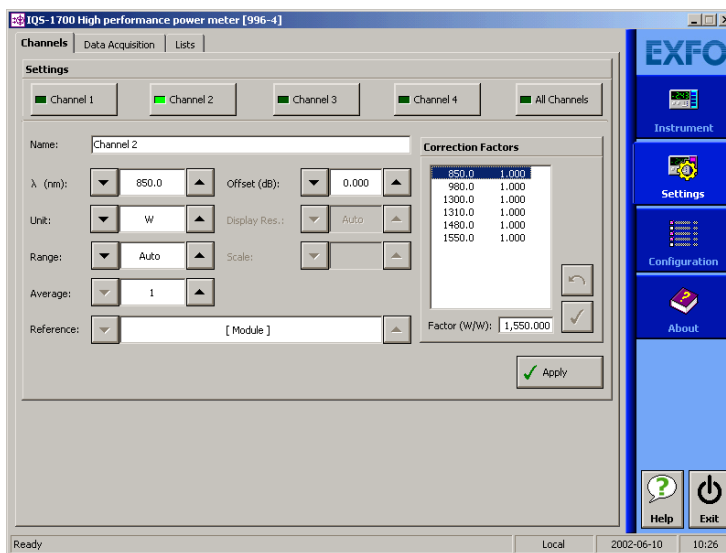 IQS-1700 High performance power meter [996-4]
Channels Data Acquisition Lists
EXFO
Settings
Channel 1 Channel 2 Channel 3 Channel 4 All Channels
Instrument
Name: Channel 2
Correction Factors
λ (nm): 850.0 Offset (dB): 0.000
850.0 1.000
980.0 1.000
1300.0 1.000
1310.0 1.000
1480.0 1.000
1550.0 1.000
Settings
Unit: W Display Res.: Auto
Range: Auto Scale:
Configuration
Average: 1
Reference: [ Module ]
Factor (W/W): 1,550.000
About
Apply
Help Exit
Ready Local 2002-06-10 10:26